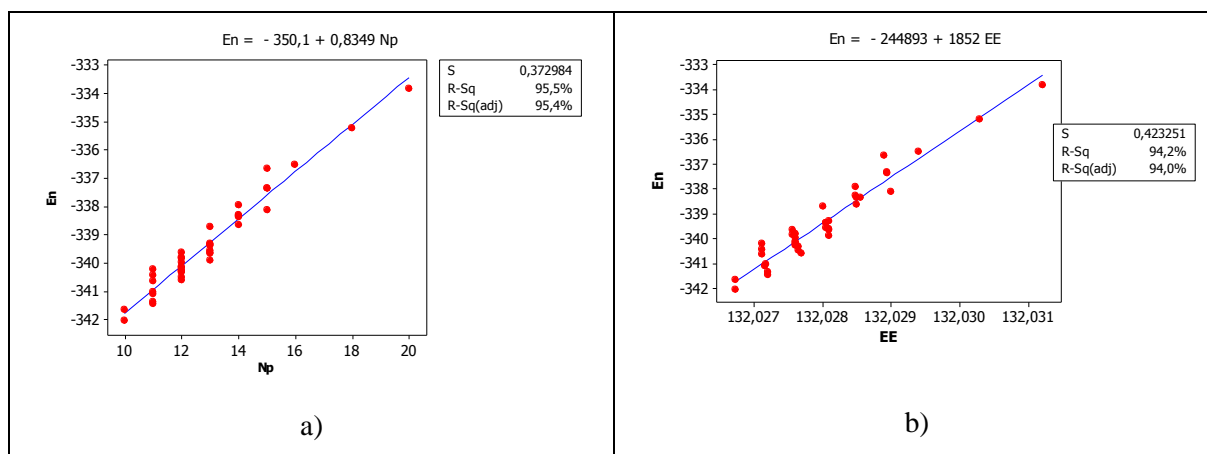 En = - 350,1 + 0,8349 Np
-333
-334
-335
-336
-337
-338
-339
-340
-341
-342
En
10 12 14 16 18 20
Np
S 0,372984
R-Sq 95,5%
R-Sq(adj) 95,4%
a)
En = - 244893 + 1852 EE
-333
-334
-335
-336
-337
-338
-339
-340
-341
-342
En
132,027 132,028 132,029 132,030 132,031
EE
S 0,423251
R-Sq 94,2%
R-Sq(adj) 94,0%
b)